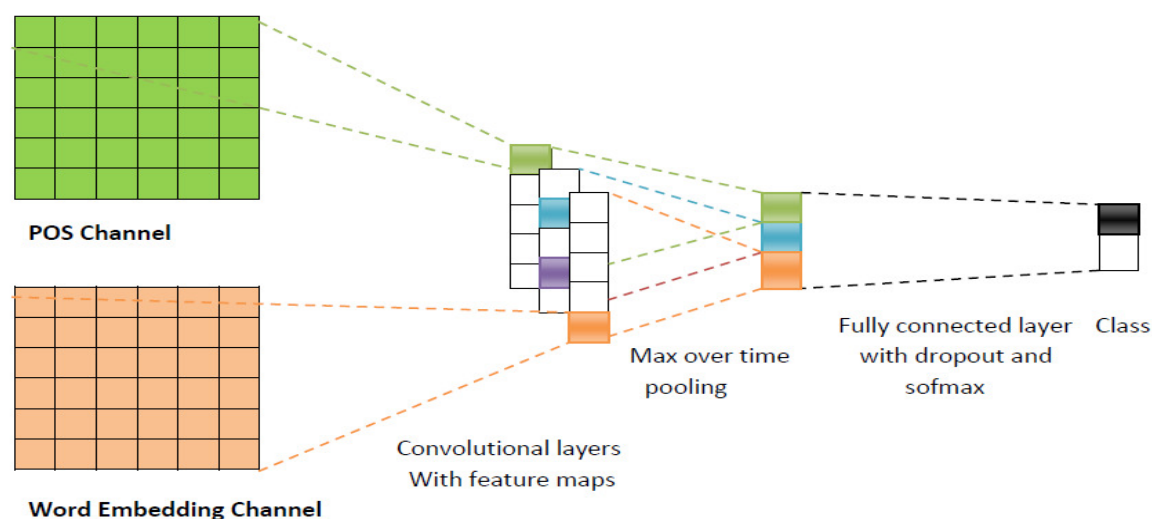 POS Channel
Word Embedding Channel
Convolutional layers
With feature maps
Max over time
pooling
Fully connected layer
with dropout and
sofmax
Class